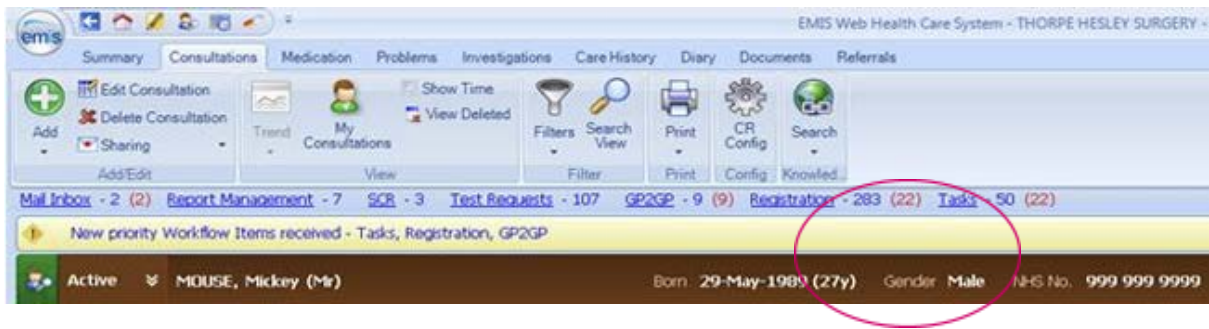 EMIS Web Health Care System - THORPE HESLEY SURGERY -
emis
Summary Consultations Medication Problems Investigations Care History Diary Documents Referrals
Add
Edit Consultation
Delete Consultation
Sharing
Add/Edit
Trend
My Consultations
Show Time
View Deleted
View
Filters
Search View
Filter
Print
Print
CR Config
Config
Search
Knowled...
Mail Inbox - 2 (2) Report Management - 7 SCR - 3 Test Requests - 107 GP2GP - 9 (9) Registration - 283 (22) Tasks - 50 (22)
New priority Workflow Items received - Tasks, Registration, GP2GP
Active MOUSE, Mickey (Mr) Born 29-May-1989 (27y) Gender Male NHS No. 999 999 9999